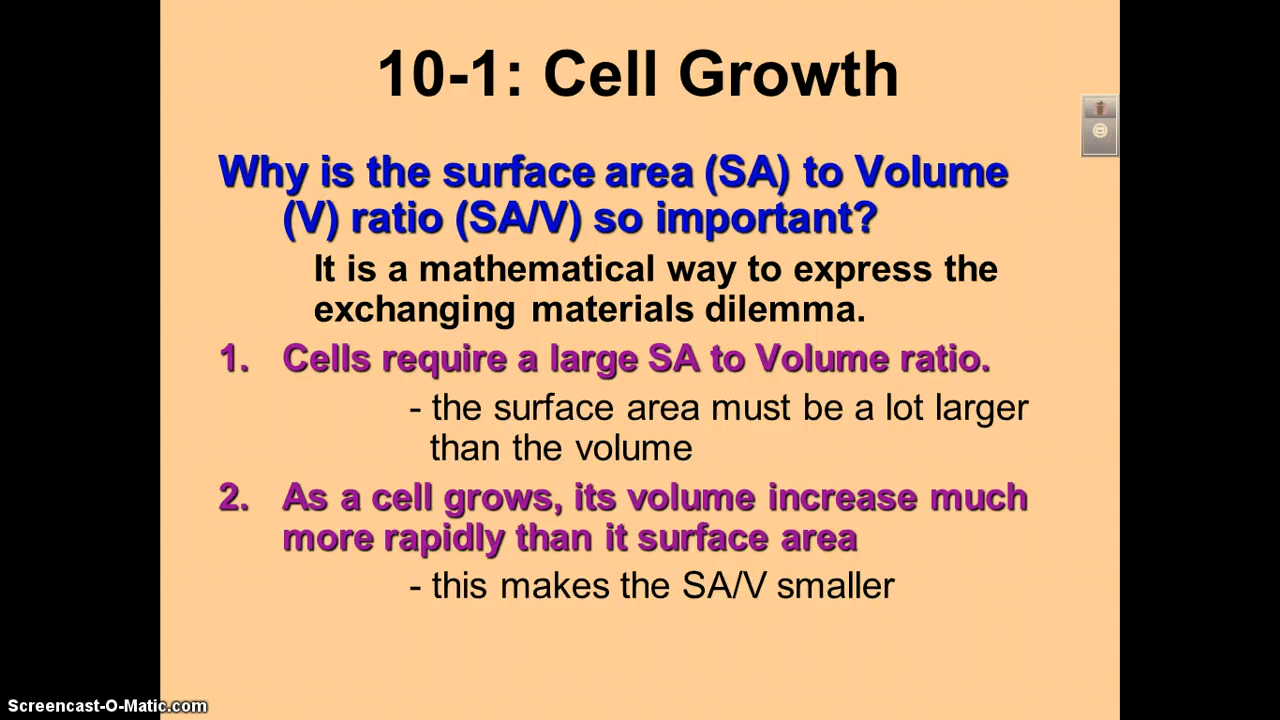 10-1: Cell Growth
Why is the surface area (SA) to Volume
(V) ratio (SA/V) so important?
It is a mathematical way to express the
exchanging materials dilemma.
1. Cells require a large SA to Volume ratio.
- the surface area must be a lot larger
than the volume
2. As a cell grows, its volume increase much
more rapidly than it surface area
- this makes the SA/V smaller
Screencast-O-Matic.com